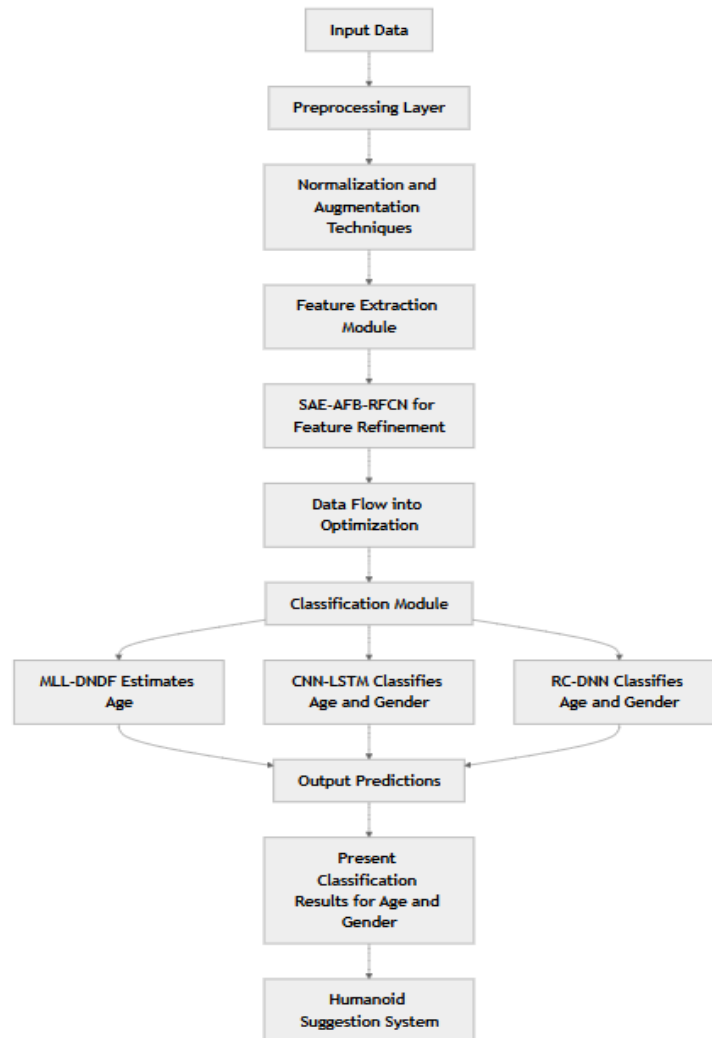 Input Data
Preprocessing Layer
Normalization and
Augmentation
Techniques
Feature Extraction
Module
SAE-AFB-RFCN for
Feature Refinement
Data Flow into
Optimization
Classification Module
MLL-DNDF Estimates
Age
CNN-LSTM Classifies
Age and Gender
RC-DNN Classifies
Age and Gender
Output Predictions
Present
Classification
Results for Age and
Gender
Humanoid
Suggestion System